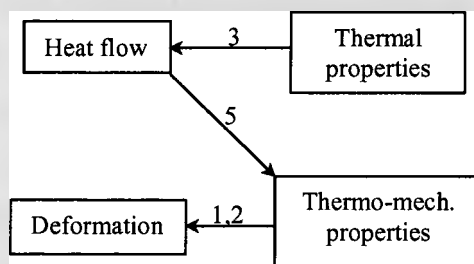 Heat flow
3
Thermal
properties
5
Deformation
1,2
Thermo-mech.
properties